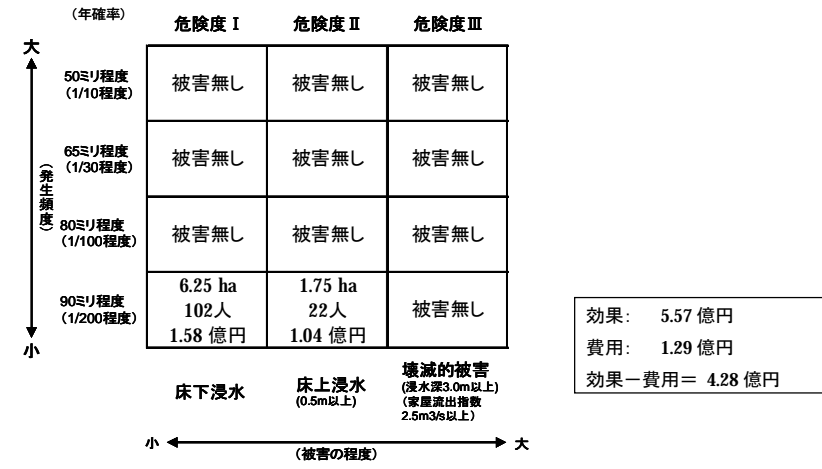 (年確率)
危険度Ⅰ 危険度Ⅱ 危険度Ⅲ
大
50ミリ程度 被害無し 被害無し 被害無し
(1/10程度)
65ミリ程度 被害無し 被害無し 被害無し
(1/30程度)
(発生頻度)
80ミリ程度 被害無し 被害無し 被害無し
(1/100程度)
6.25 ha 1.75 ha
90ミリ程度 102人 22人 被害無し
(1/200程度)
1.58 億円 1.04 億円
小
床下浸水 床上浸水 壊滅的被害
(0.5m以上) (浸水深3.0m以上)
(家屋流出指数
2.5m3/s以上)
小 大
(被害の程度)
効果: 5.57 億円
費用: 1.29 億円
効果-費用= 4.28 億円